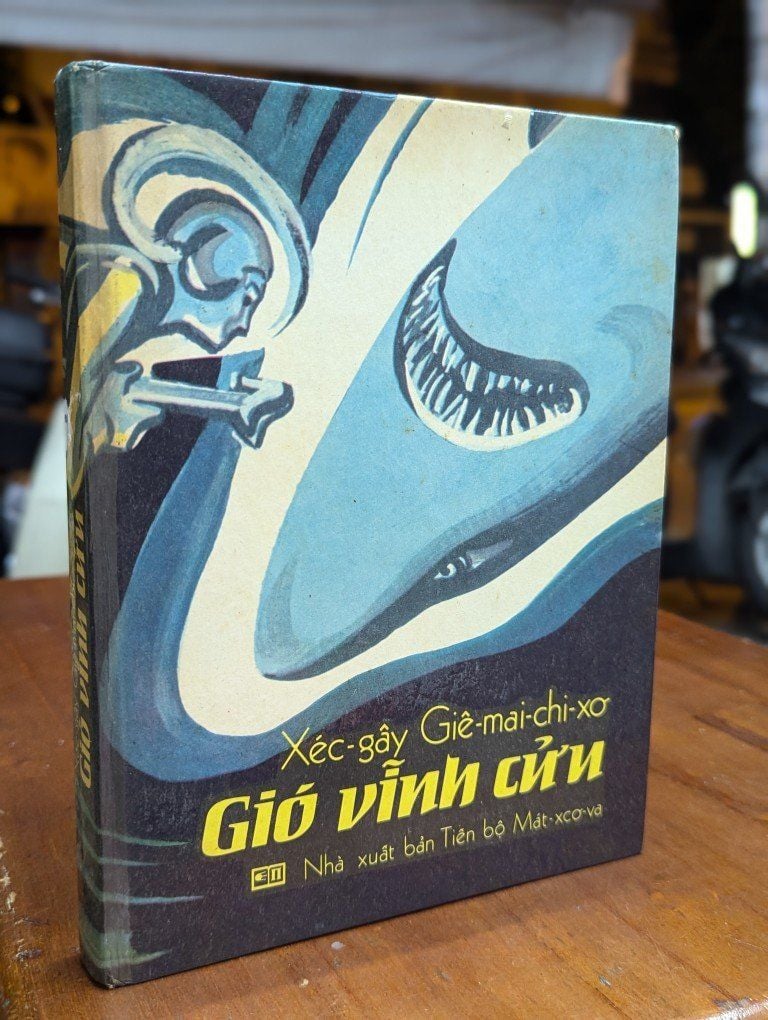 Xéc-gây Giê-mai-chi-xơ
Gió vĩnh cửu
Nhà xuất bản Tiến bộ Mát-xcơ-va
Gió vĩnh cửu